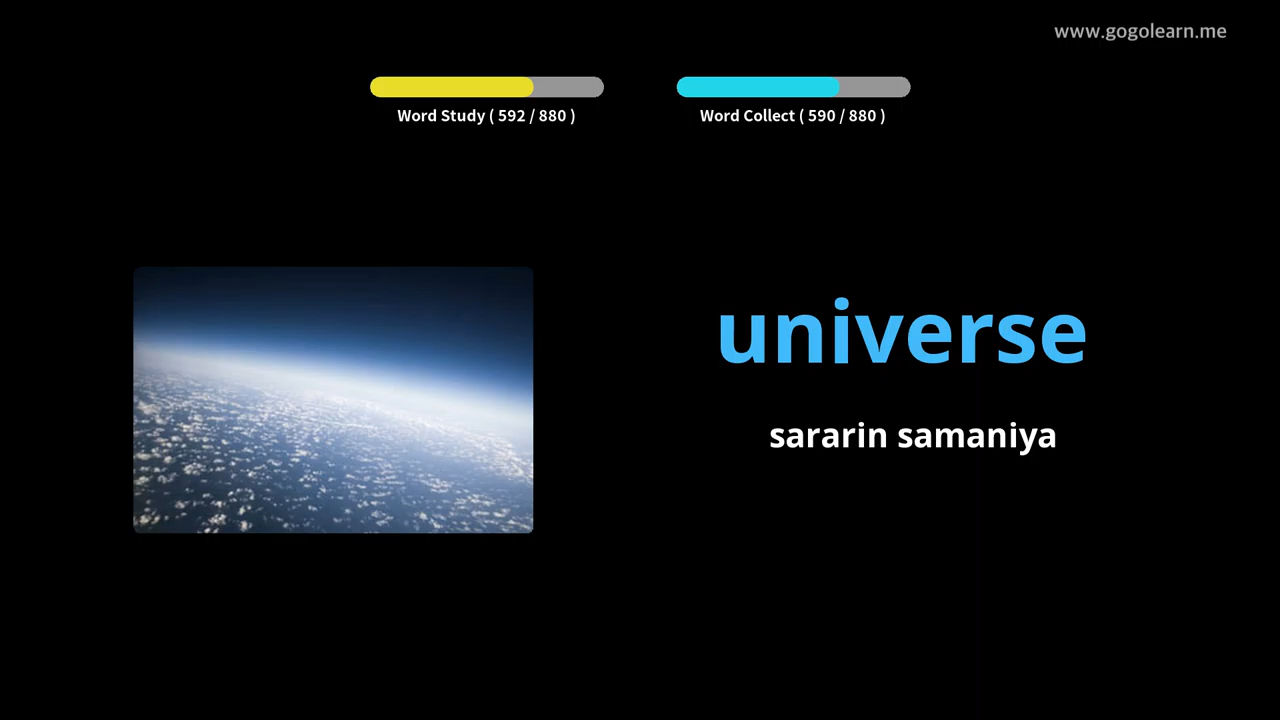 www.gogolearn.me
Word Study ( 592 / 880 )
Word Collect ( 590 / 880 )
universe
sararin samaniya